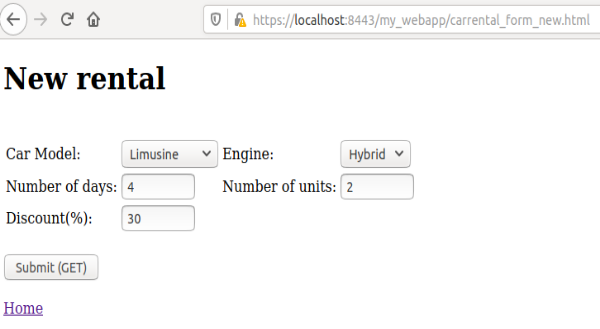 https://localhost:8443/my_webapp/carrental_form_new.html
New rental
Car Model: Limusine Engine: Hybrid
Number of days: 4 Number of units: 2
Discount(%): 30
Submit (GET)
Home